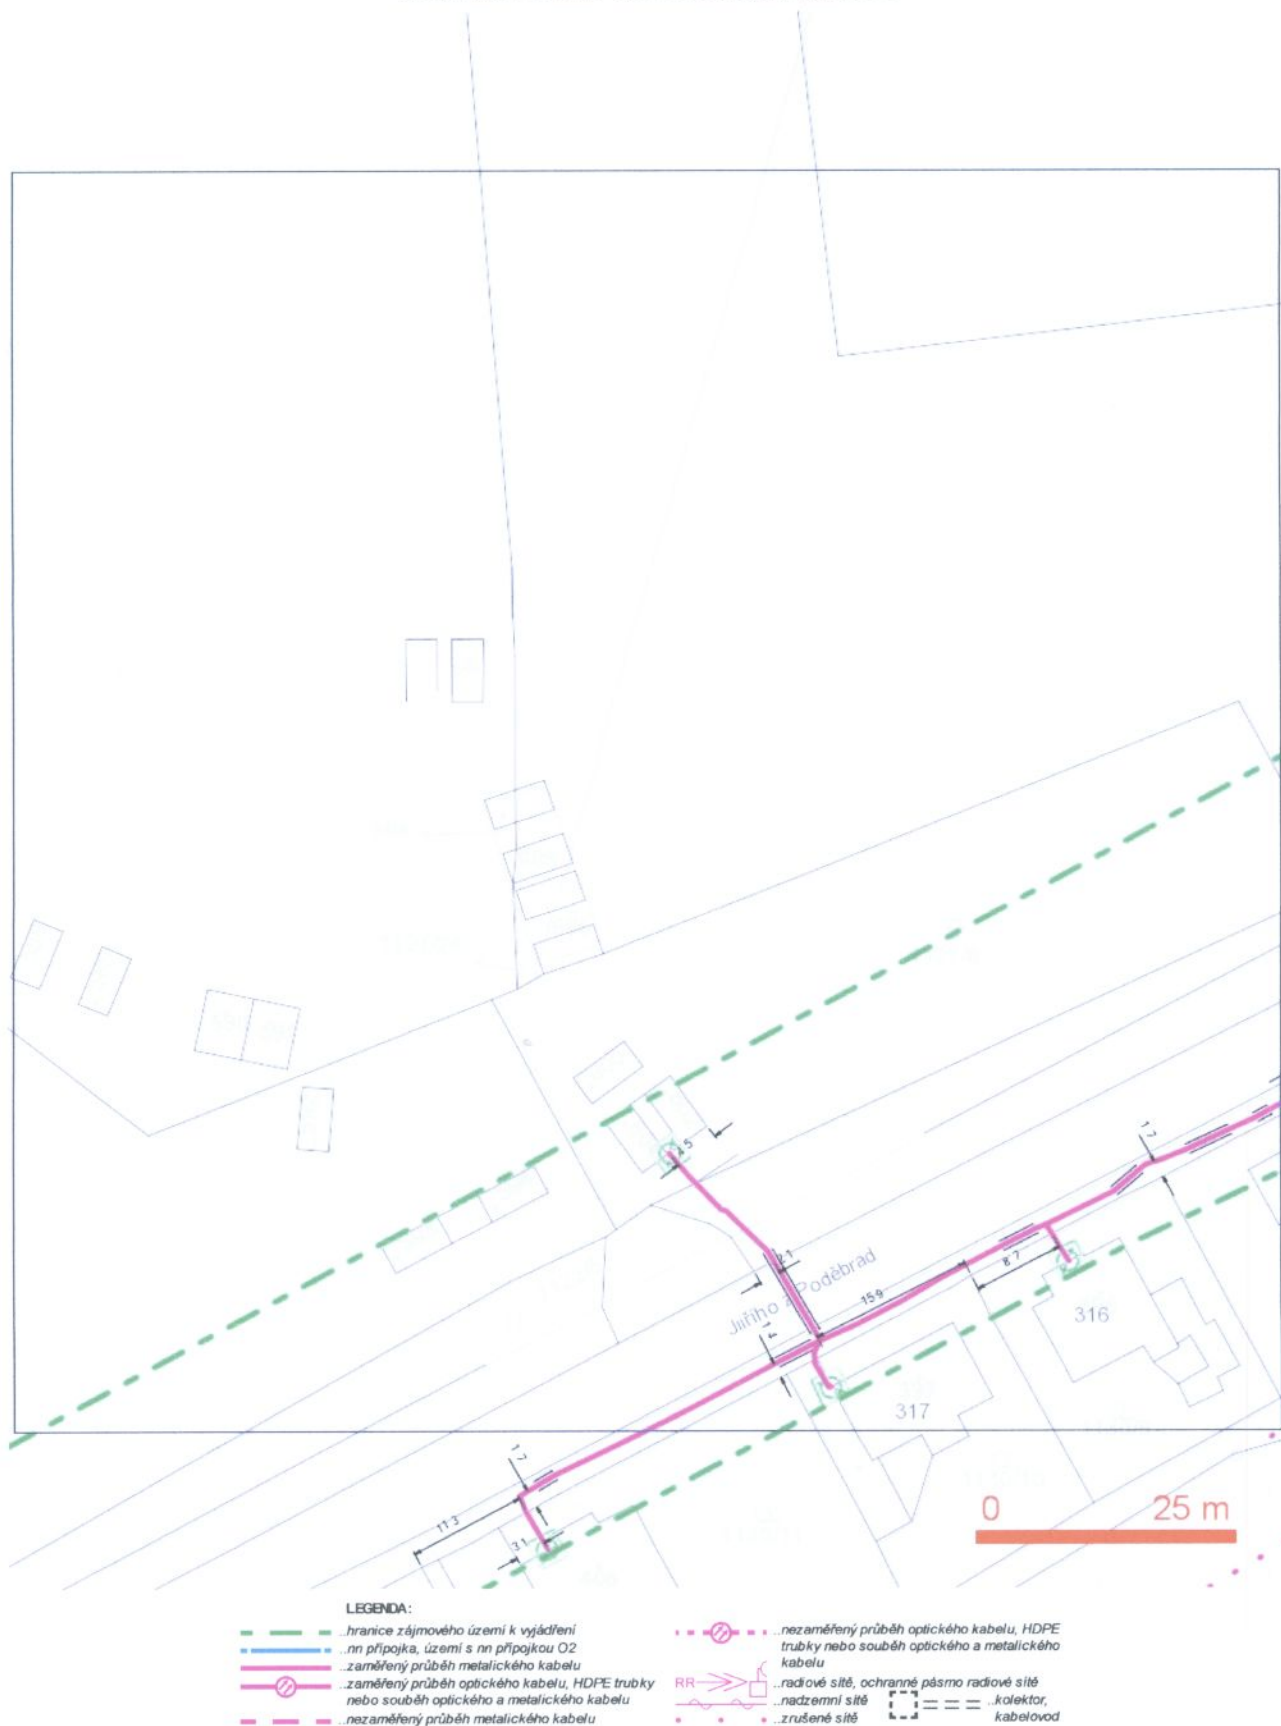 4.5
1.7
2.1
8.7
Jiřího z Poděbrad
15.9
316
1.4
317
1.7
11.3
3.1
0 25 m
LEGENDA:
...hranice zájmového území k vyjádření
...nn přípojka, území s nn přípojkou O2
...zaměřený průběh metalického kabelu
...zaměřený průběh optického kabelu, HDPE trubky
nebo souběh optického a metalického kabelu
...nezaměřený průběh metalického kabelu
...nezaměřený průběh optického kabelu, HDPE
trubky nebo souběh optického a metalického
kabelu
RR ...radiové sítě, ochranné pásmo radiové sítě
...nadzemní sítě
...zrušené sítě
...kolektor,
kabelovod